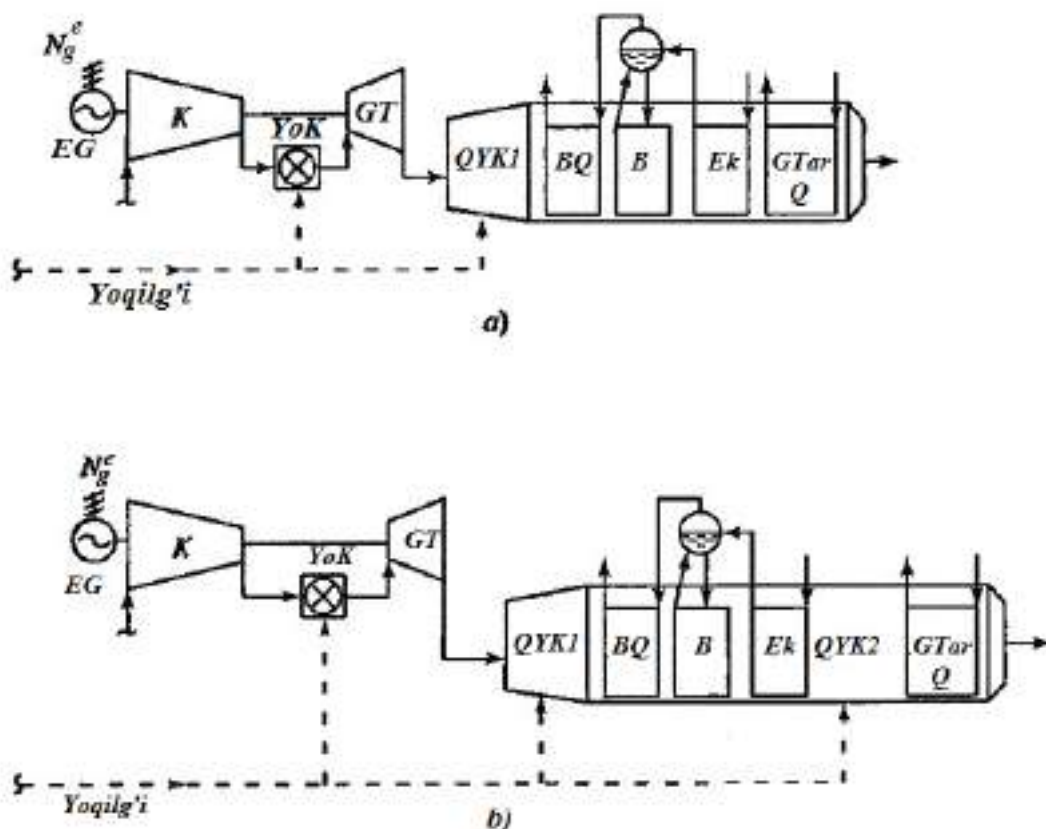 N_g^e
EG
K
YoK
GT
QYK1
BQ
B
Ek
GTar
Q
Yoqilg'i
a)
N_g^e
EG
K
YoK
GT
QYK1
BQ
B
Ek
QYK2
GTar
Q
Yoqilg'i
b)